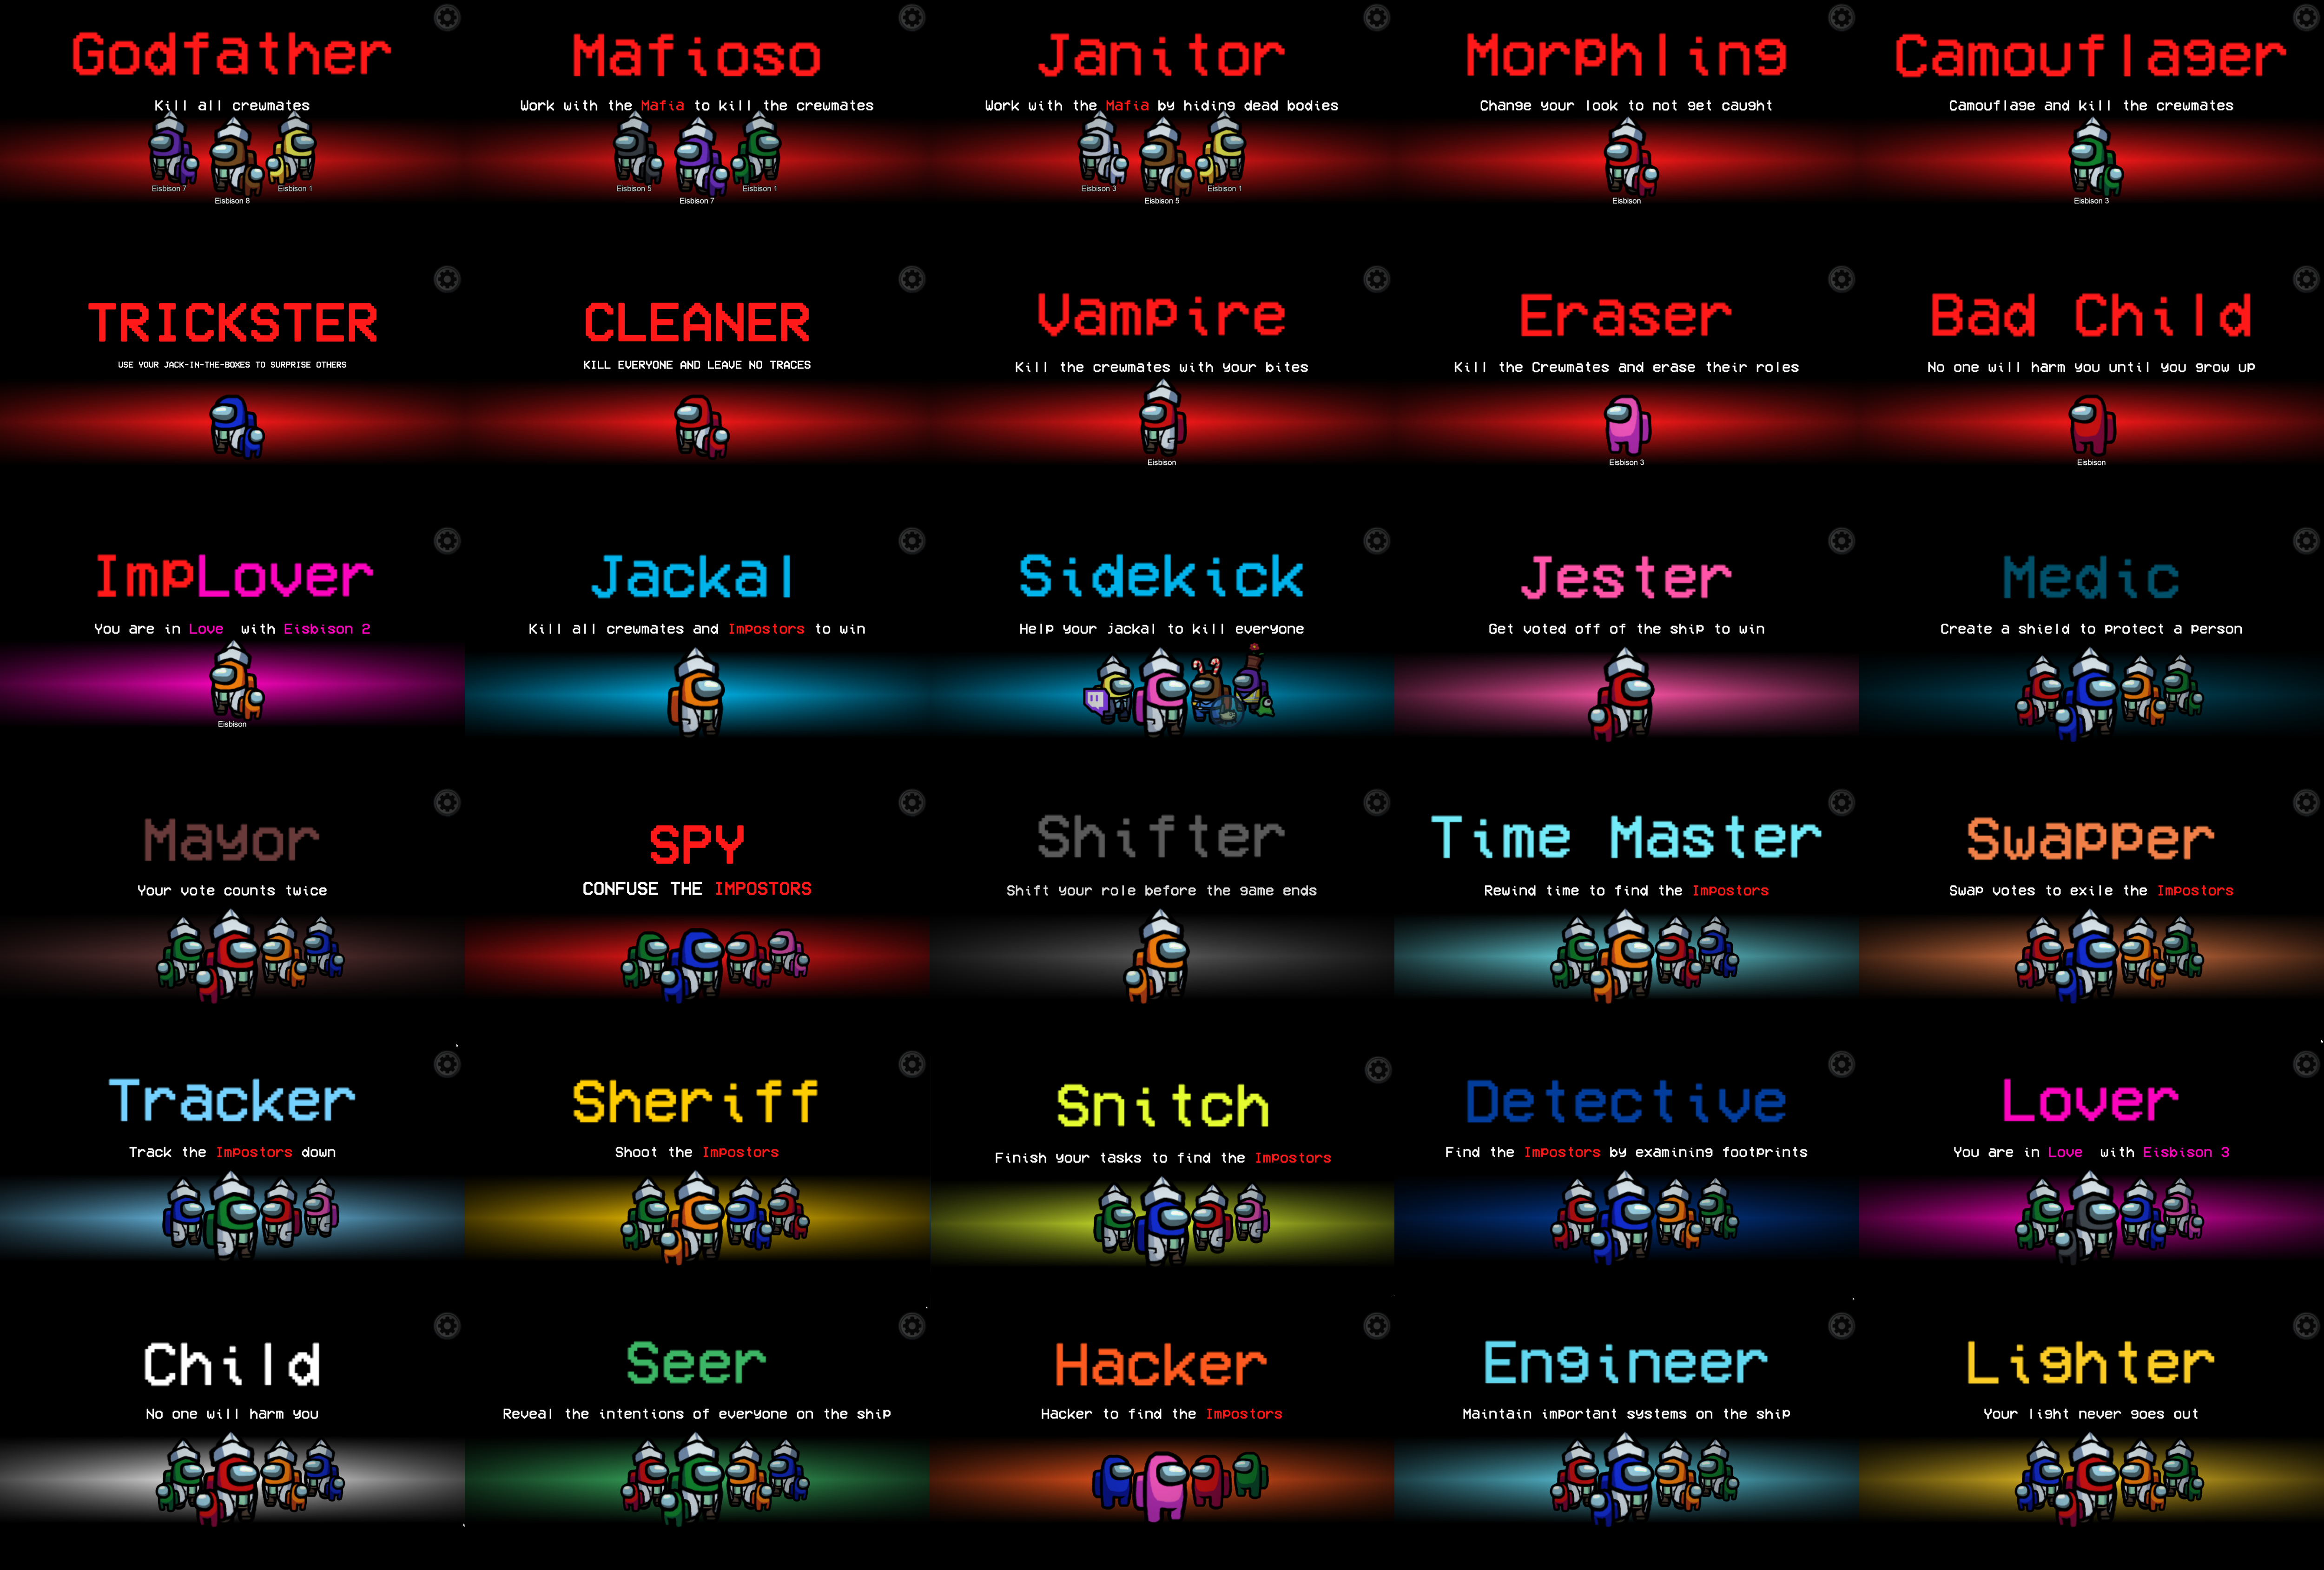 Godfather
Kill all crewmates
Eisbison 7
Eisbison 1
Eisbison 8
Mafioso
Work with the Mafia to kill the crewmates
Eisbison 5
Eisbison 1
Eisbison 7
Janitor
Work with the Mafia by hiding dead bodies
Eisbison 3
Eisbison 1
Eisbison 5
Morphling
Change your look to not get caught
Eisbison
Camouflager
Camouflage and kill the crewmates
Eisbison 3
TRICKSTER
USE YOUR JACK-IN-THE-BOXES TO SURPRISE OTHERS
CLEANER
KILL EVERYONE AND LEAVE NO TRACES
Vampire
Kill the crewmates with your bites
Eisbison
Eraser
Kill the Crewmates and erase their roles
Eisbison 3
Bad Child
No one will harm you until you grow up
Eisbison
ImpLover
You are in Love with Eisbison 2
Eisbison
Jackal
Kill all crewmates and Impostors to win
Sidekick
Help your jackal to kill everyone
Jester
Get voted off of the ship to win
Medic
Create a shield to protect a person
Mayor
Your vote counts twice
SPY
CONFUSE THE IMPOSTORS
Shifter
Shift your role before the game ends
Time Master
Rewind time to find the Impostors
Swapper
Swap votes to exile the Impostors
Tracker
Track the Impostors down
Sheriff
Shoot the Impostors
Snitch
Finish your tasks to find the Impostors
Detective
Find the Impostors by examining footprints
Lover
You are in Love with Eisbison 3
Child
No one will harm you
Seer
Reveal the intentions of everyone on the ship
Hacker
Hacker to find the Impostors
Engineer
Maintain important systems on the ship
Lighter
Your light never goes out